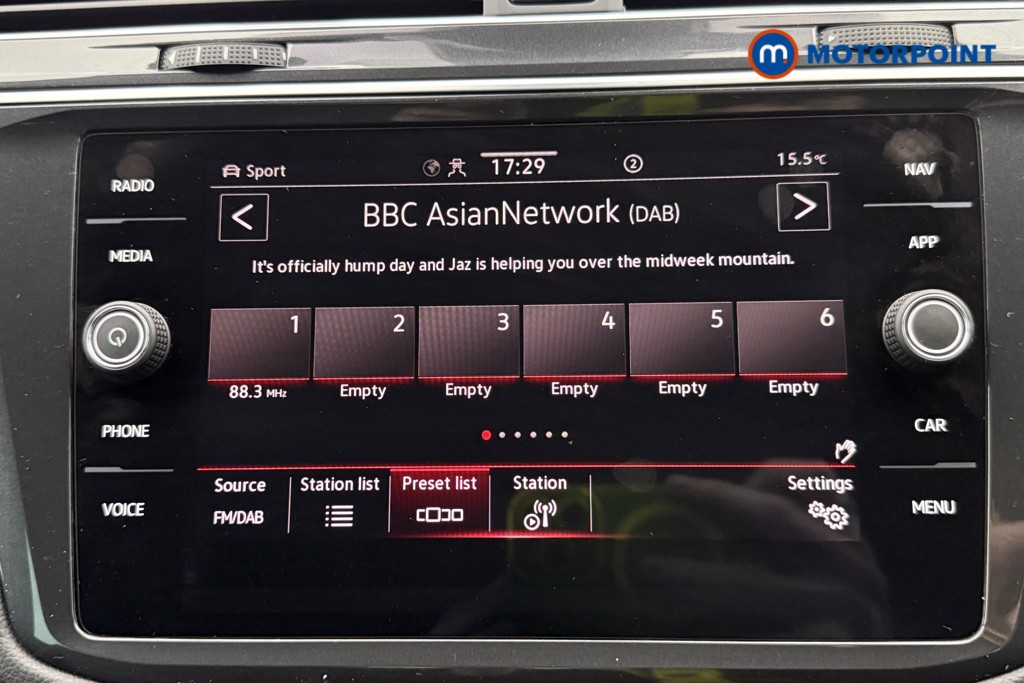 m MOTORPOINT
RADIO
MEDIA
PHONE
VOICE
Sport 17:29 2 15.5°C
< BBC AsianNetwork (DAB) >
It's officially hump day and Jaz is helping you over the midweek mountain.
1 2 3 4 5 6
88.3 MHz Empty Empty Empty Empty Empty
Source Station list Preset list Station Settings
FM/DAB
NAV
APP
CAR
MENU